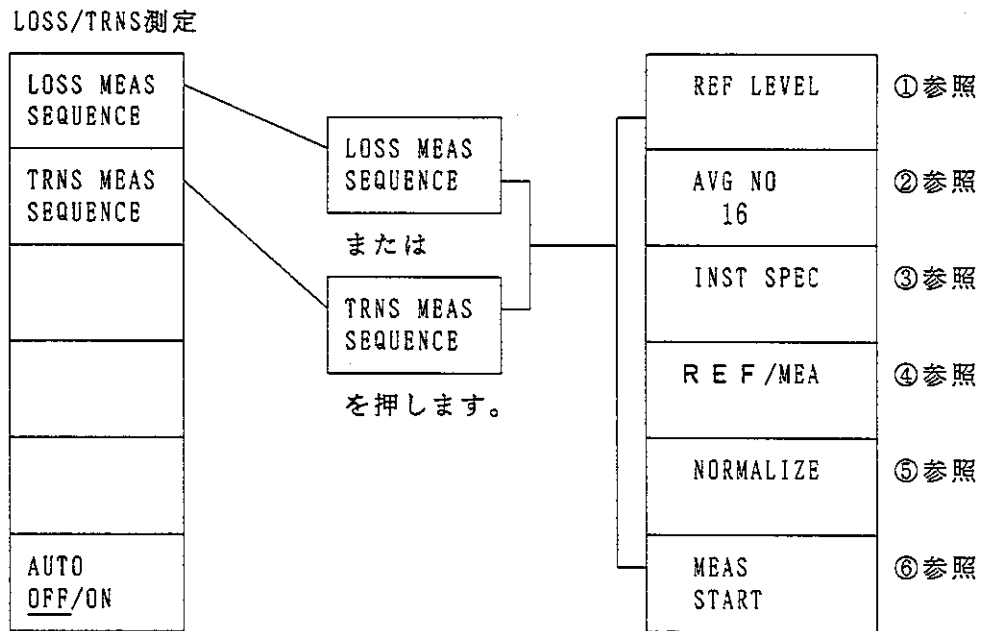 LOSS/TRNS測定
LOSS MEAS
SEQUENCE
TRNS MEAS
SEQUENCE
AUTO
OFF/ON
LOSS MEAS
SEQUENCE
または
TRNS MEAS
SEQUENCE
を押します。
REF LEVEL
①参照
AVG NO
16
②参照
INST SPEC
③参照
REF/MEA
④参照
NORMALIZE
⑤参照
MEAS
START
⑥参照